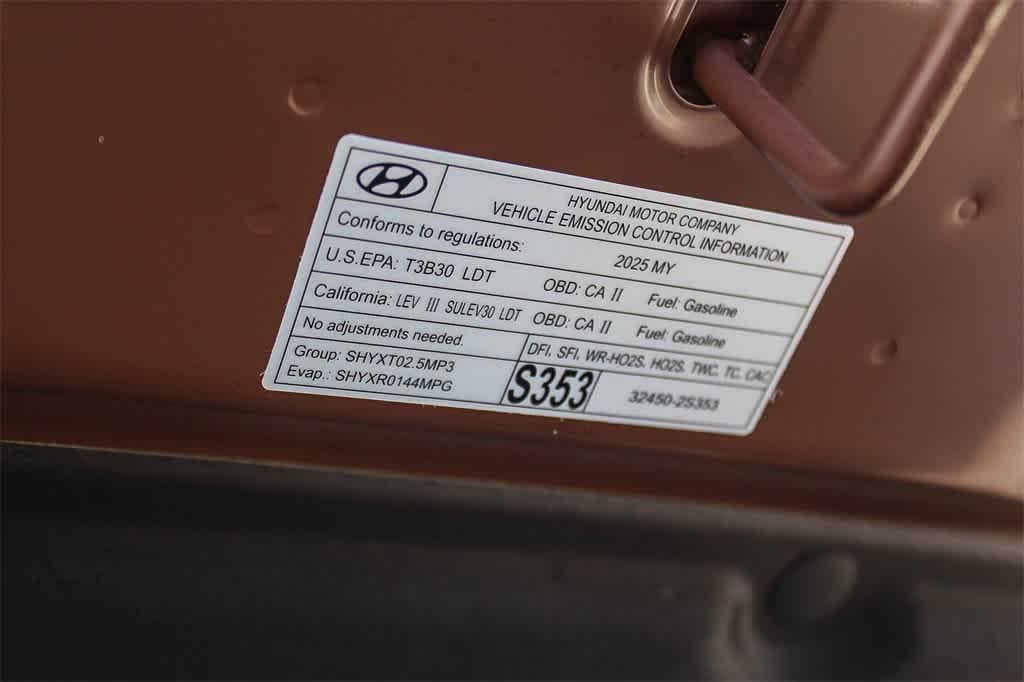 HYUNDAI MOTOR COMPANY
VEHICLE EMISSION CONTROL INFORMATION
Conforms to regulations: 2025 MY
U.S.EPA: T3B30 LDT OBD: CA II Fuel: Gasoline
California: LEV III SULEV30 LDT OBD: CA II Fuel: Gasoline
No adjustments needed. DFI, SFI, WR-HO2S, HO2S, TWC, TC, CAC
Group: SHYXT02.5MP3
Evap.: SHYXR0144MPG
S353 32450-2S353